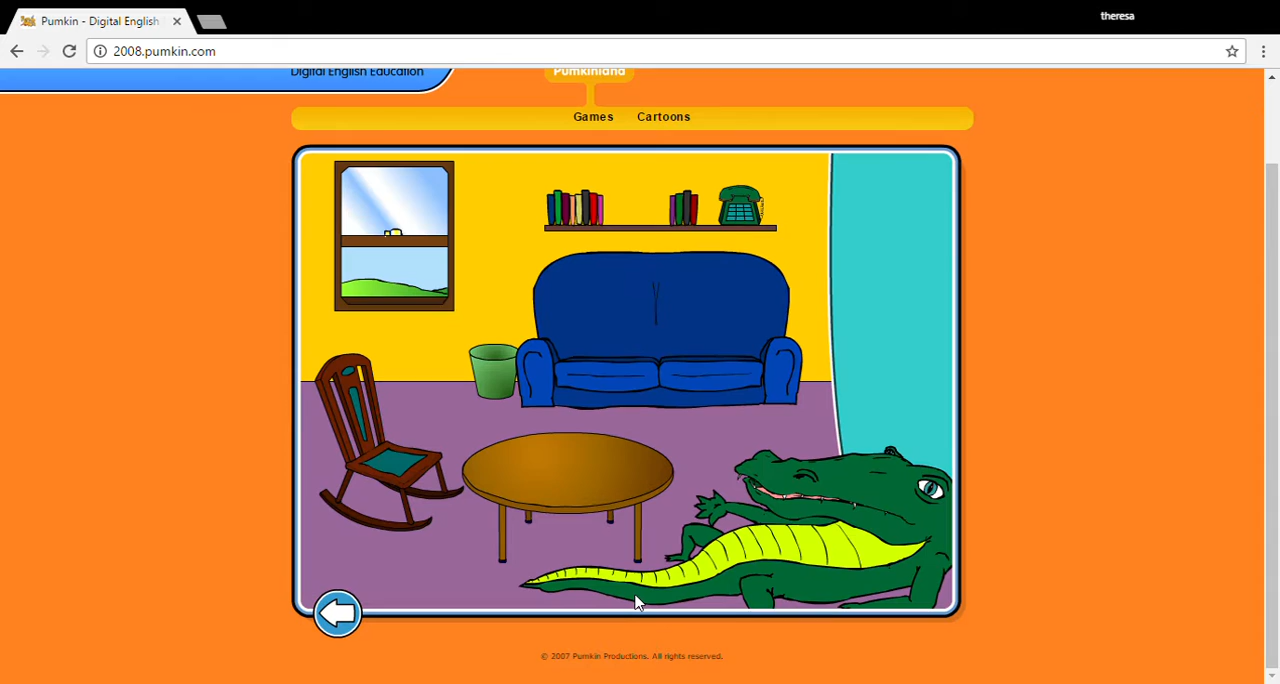 theresa
Pumkin - Digital English
2008.pumkin.com
Digital English Education
Pumkinland
Games Cartoons
© 2007 Pumkin Productions. All rights reserved.